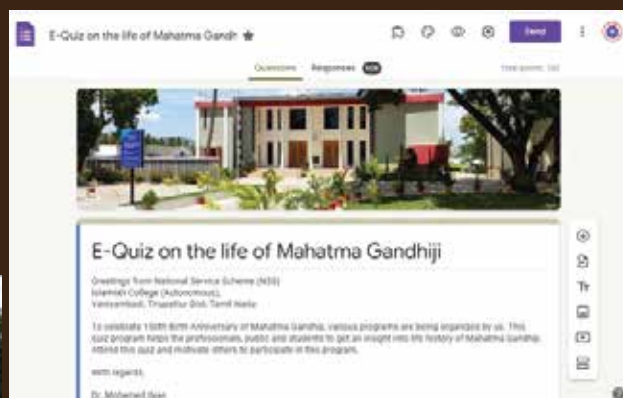 E-Quiz on the life of Mahatma Gandh
Send
Questions Responses
Total points:
E-Quiz on the life of Mahatma Gandhiji
Greetings from National Service Scheme (NSS)
Islamiah College (Autonomous),
Vaniyambadi, Tirupattur Dist. Tamil Nadu
To celebrate 150th Birth Anniversary of Mahatma Gandhiji, various programs are being organized by us. This
quiz program helps the professionals, public and students to get an insight into life history of Mahatma Gandhiji.
Attend this quiz and motivate others to participate in this program.
With regards,
Dr. Mohamed
Tr